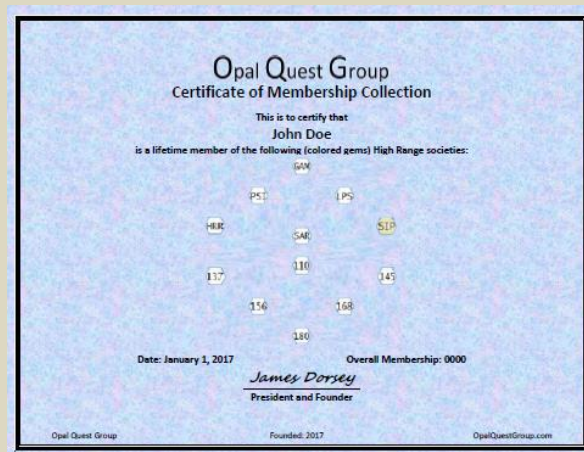 Opal Quest Group
Certificate of Membership Collection
This is to certify that
John Doe
is a lifetime member of the following (colored gems) High Range societies:
GAM
PSI LPS
HER SIP
SAR
110
137 145
156 168
180
Date: January 1, 2017 Overall Membership: 0000
James Dorsey
President and Founder
Opal Quest Group Founded: 2017 OpalQuestGroup.com